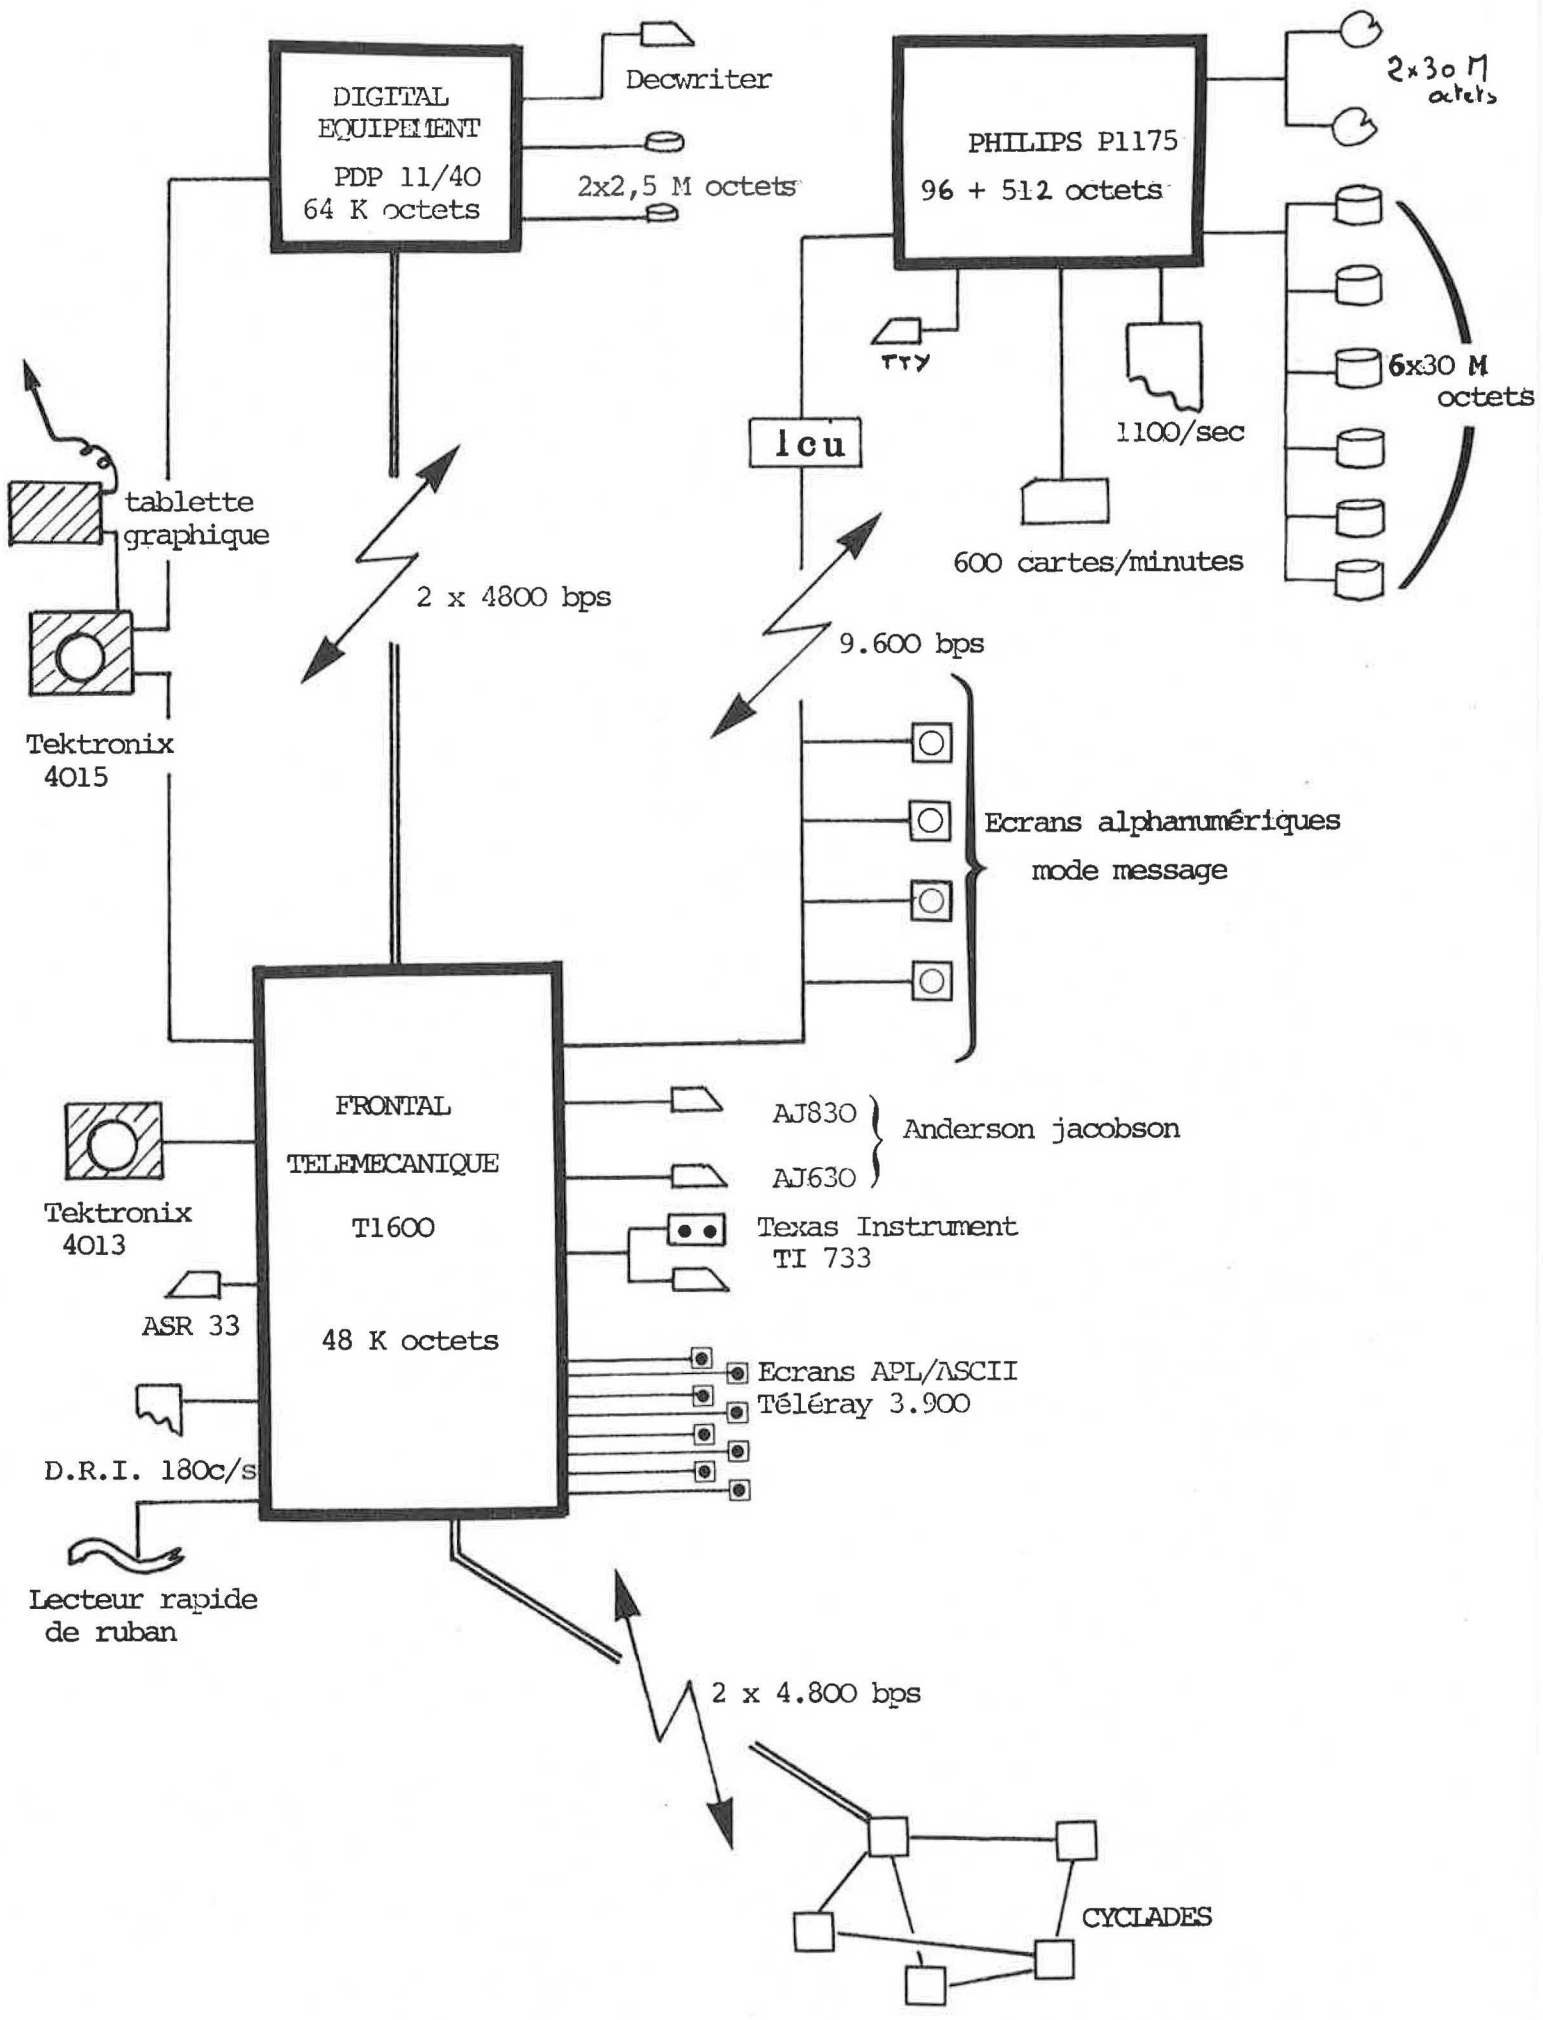 Decwriter
DIGITAL
EQUIPEMENT
PDP 11/40
64 K octets
2x2,5 M octets
PHILIPS P1175
96 + 512 octets
2x30 M
octets
TTY
1100/sec
6x30 M
octets
lcu
600 cartes/minutes
tablette
graphique
2 x 4800 bps
9.600 bps
Tektronix
4015
Ecrans alphanumériques
mode message
FRONTAL
TELEMECANIQUE
T1600
48 K octets
AJ830
Anderson jacobson
AJ630
Texas Instrument
TI 733
Tektronix
4013
ASR 33
Ecrans APL/ASCII
Téléray 3.900
D.R.I. 180c/s
Lecteur rapide
de ruban
2 x 4.800 bps
CYCLADES